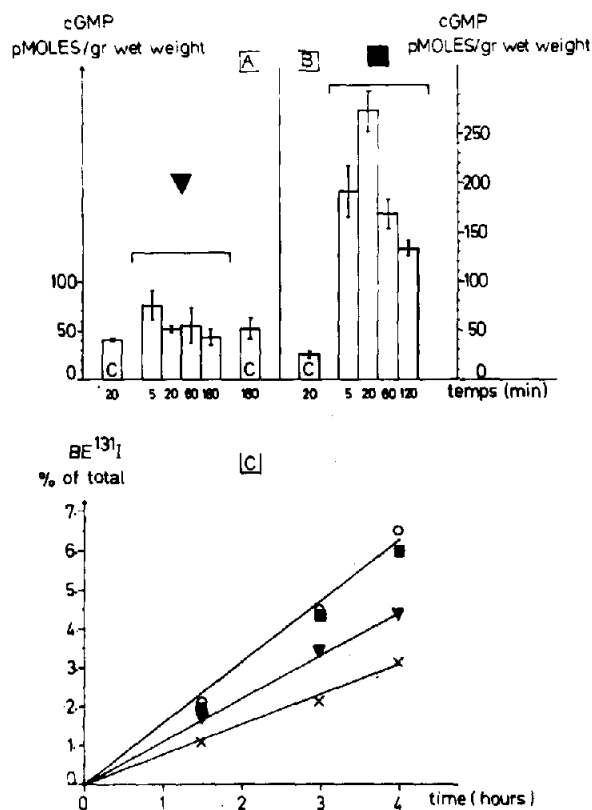 cGMP
pMOLES/gr wet weight
A
B
cGMP
pMOLES/gr wet weight
250
200
150
100
100
50
50
0
0
C
C
C
20
5
20
60
180
180
20
5
20
60
120
temps (min)
BE¹³¹I
% of total
C
7
6
5
4
3
2
1
0
0
1
2
3
4
time (hours)